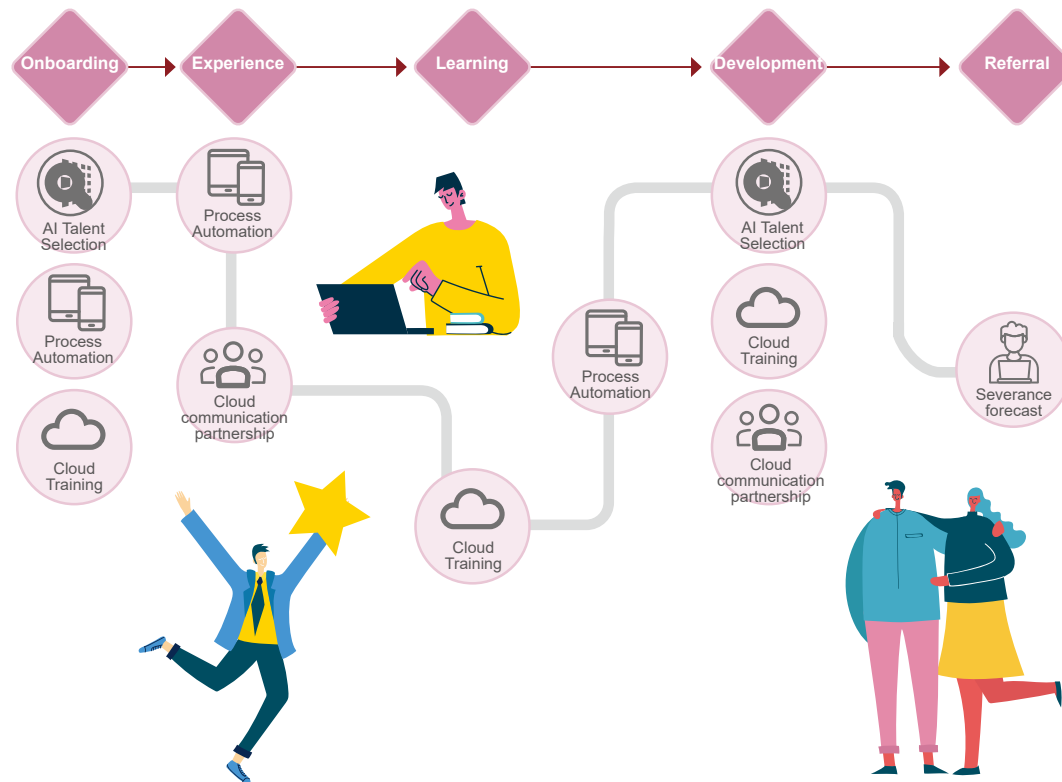 Onboarding
Experience
Learning
Development
Referral
AI Talent
Selection
Process
Automation
Cloud
Training
Process
Automation
Cloud
communication
partnership
Cloud
Training
Process
Automation
AI Talent
Selection
Cloud
Training
Cloud
communication
partnership
Severance
forecast